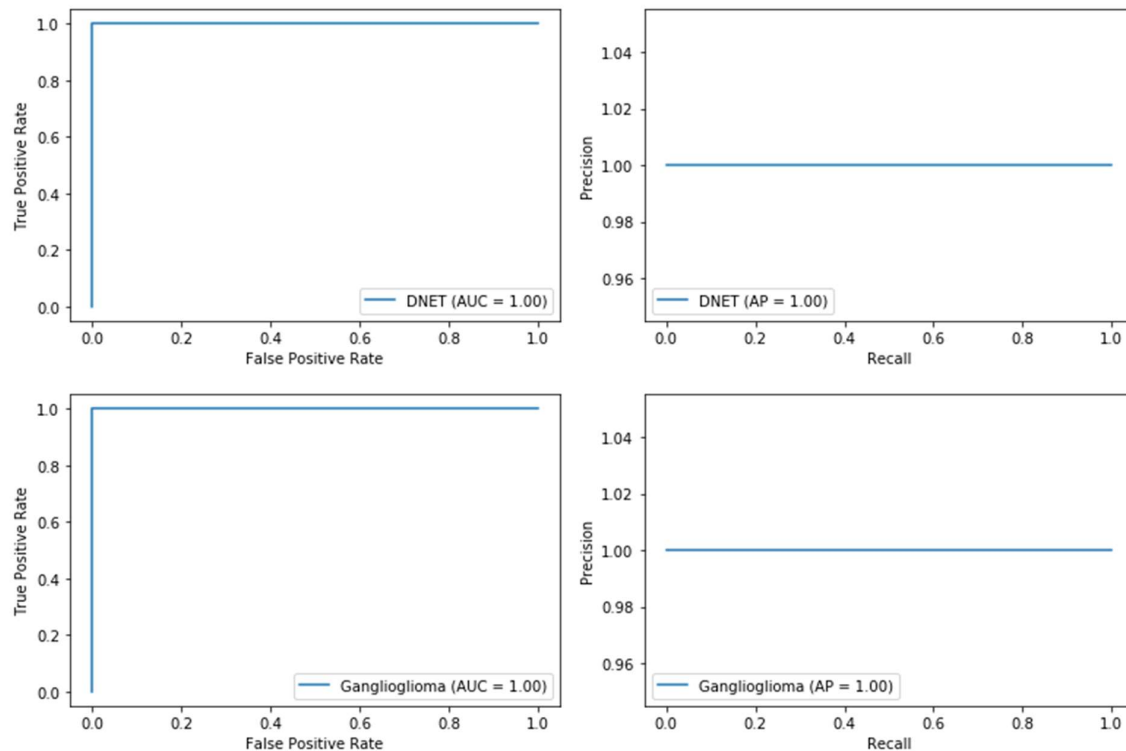 1.0
0.8
0.6
0.4
0.2
0.0
True Positive Rate
DNET (AUC = 1.00)
0.0 0.2 0.4 0.6 0.8 1.0
False Positive Rate
1.04
1.02
1.00
0.98
0.96
Precision
DNET (AP = 1.00)
0.0 0.2 0.4 0.6 0.8 1.0
Recall
1.0
0.8
0.6
0.4
0.2
0.0
True Positive Rate
Ganglioglioma (AUC = 1.00)
0.0 0.2 0.4 0.6 0.8 1.0
False Positive Rate
1.04
1.02
1.00
0.98
0.96
Precision
Ganglioglioma (AP = 1.00)
0.0 0.2 0.4 0.6 0.8 1.0
Recall